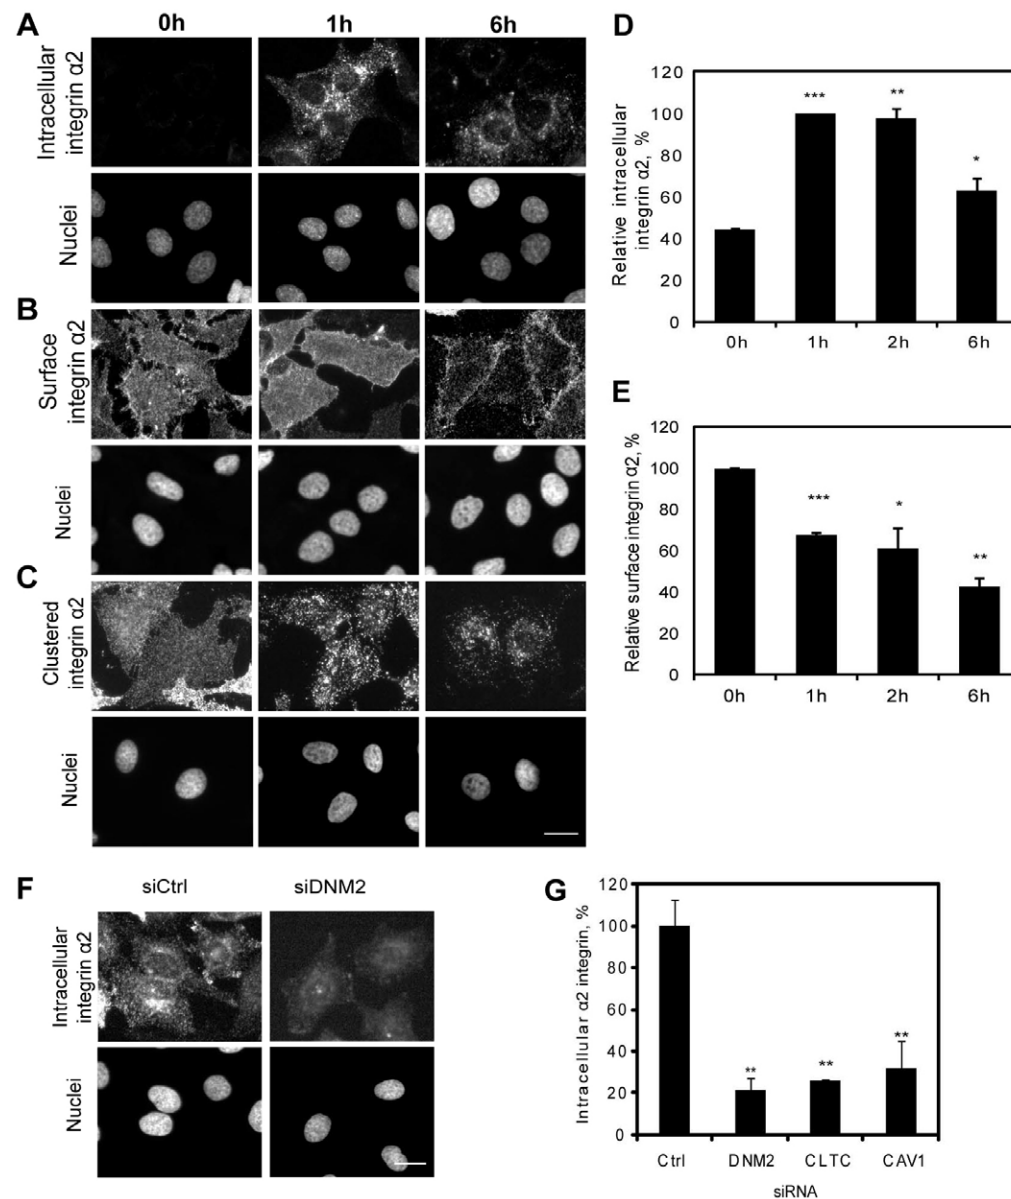 A
0h
1h
6h
Intracellular
integrin α2
Nuclei
B
Surface
integrin α2
Nuclei
C
Clustered
integrin α2
Nuclei
D
Relative intracellular
integrin α2, %
120
100
80
60
40
20
0
***
**
*
0h
1h
2h
6h
E
Relative surface integrin α2, %
120
100
80
60
40
20
0
***
*
**
0h
1h
2h
6h
F
siCtrl
siDNM2
Intracellular
integrin α2
Nuclei
G
Intracellular α2 integrin, %
120
100
80
60
40
20
0
**
**
**
Ctrl
DNM2
CLTC
CAV1
siRNA